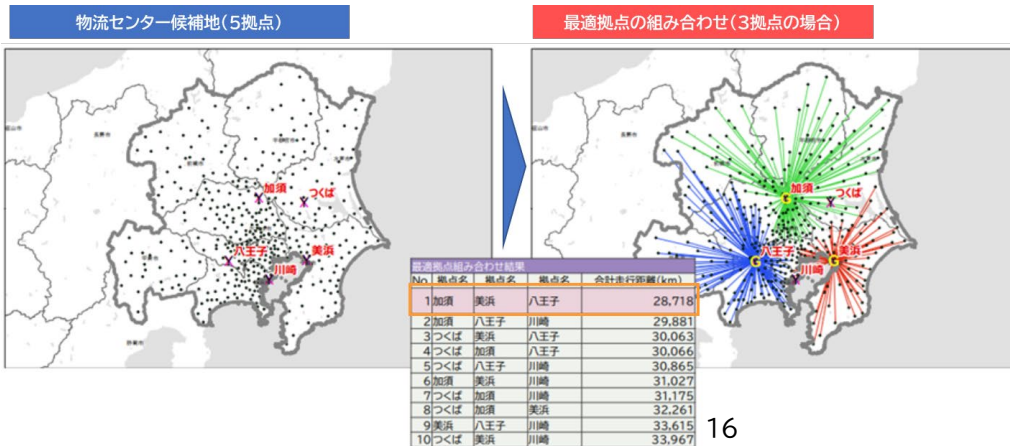 物流センター候補地(5拠点)
最適拠点の組み合わせ(3拠点の場合)
加須
つくば
八王子
美浜
川崎
加須
つくば
八王子
美浜
川崎
最適拠点組み合わせ結果
No 拠点名 拠点名 拠点名 合計走行距離(km)
1 加須 美浜 八王子 28,718
2 加須 八王子 川崎 29,881
3 つくば 美浜 八王子 30,063
4 つくば 加須 八王子 30,066
5 つくば 八王子 川崎 30,865
6 加須 美浜 川崎 31,027
7 つくば 加須 川崎 31,175
8 つくば 加須 美浜 32,261
9 美浜 八王子 川崎 33,615
10 つくば 美浜 川崎 33,967
16